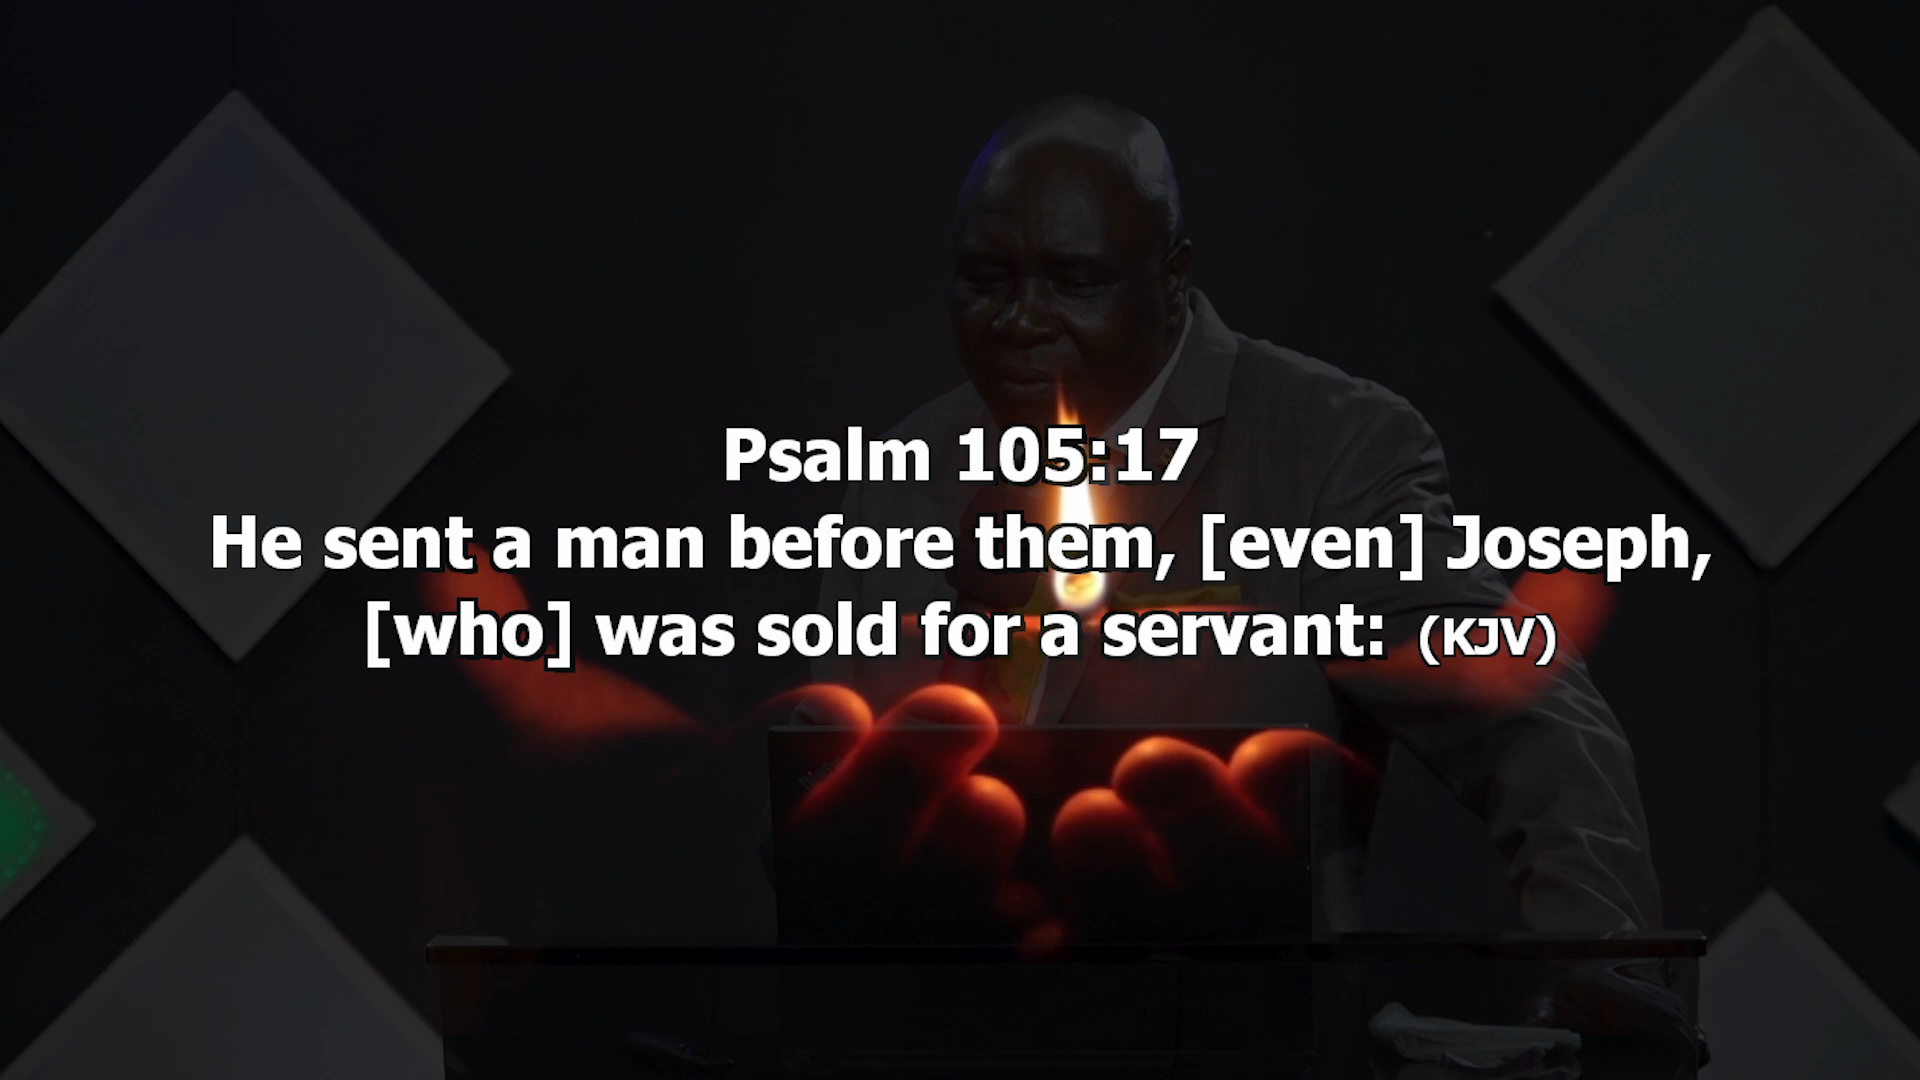 Psalm 105:17
He sent a man before them, [even] Joseph,
[who] was sold for a servant: (KJV)